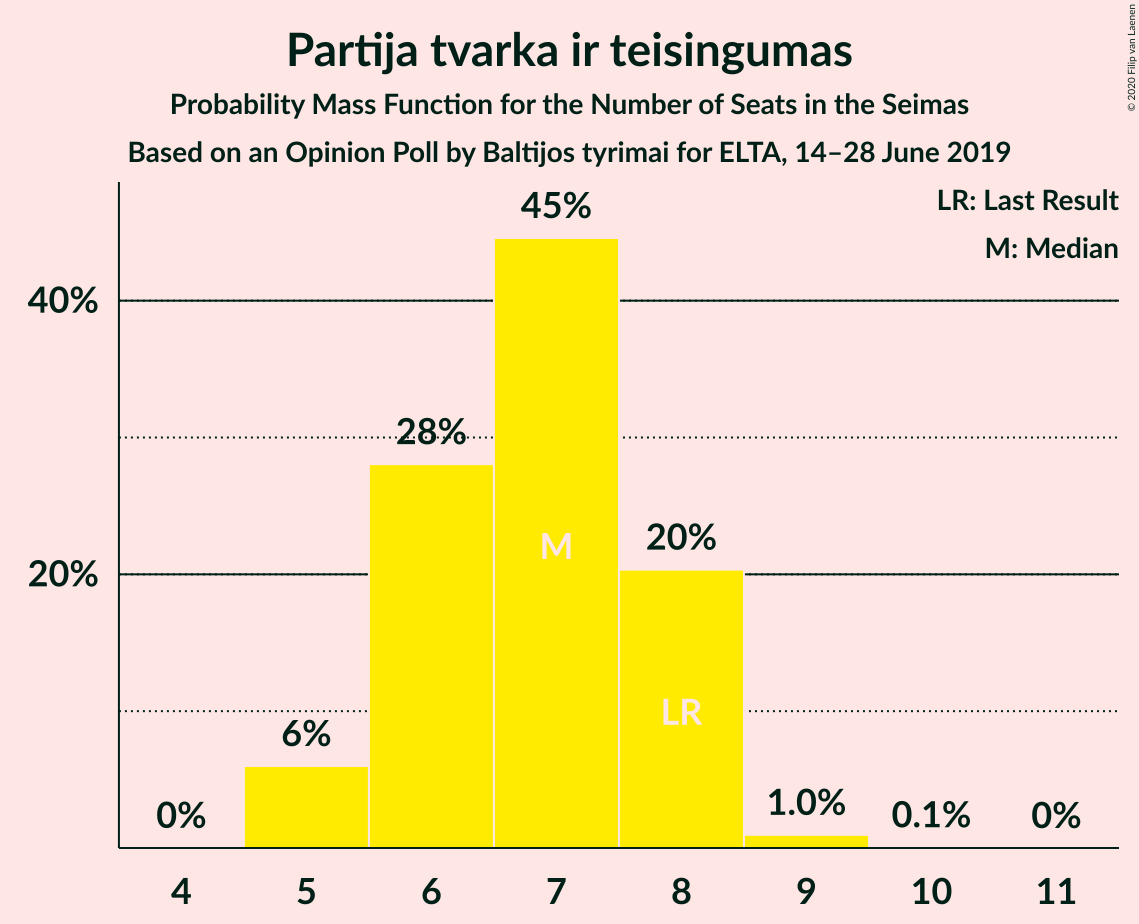 Partija tvarka ir teisingumas
Probability Mass Function for the Number of Seats in the Seimas
Based on an Opinion Poll by Baltijos tyrimai for ELTA, 14–28 June 2019
© 2020 Filip van Laenen
LR: Last Result
M: Median
45%
40%
28%
M
20%
20%
LR
6%
0%
1.0%
0.1%
0%
4 5 6 7 8 9 10 11